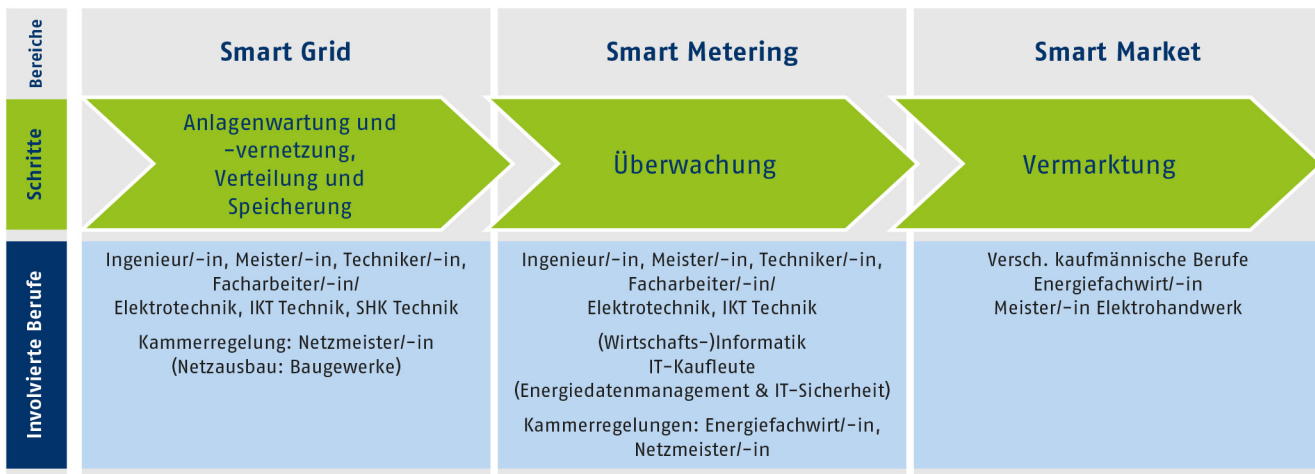 Bereiche
Smart Grid
Smart Metering
Smart Market
Schritte
Anlagenwartung und
-vernetzung,
Verteilung und
Speicherung
Überwachung
Vermarktung
Involvierte Berufe
Ingenieur/-in, Meister/-in, Techniker/-in,
Facharbeiter/-in/
Elektrotechnik, IKT Technik, SHK Technik
Kammerregelung: Netzmeister/-in
(Netzausbau: Baugewerke)
Ingenieur/-in, Meister/-in, Techniker/-in,
Facharbeiter/-in/
Elektrotechnik, IKT Technik
(Wirtschafts-)Informatik
IT-Kaufleute
(Energiedatenmanagement & IT-Sicherheit)
Kammerregelungen: Energiefachwirt/-in,
Netzmeister/-in
Versch. kaufmännische Berufe
Energiefachwirt/-in
Meister/-in Elektrohandwerk